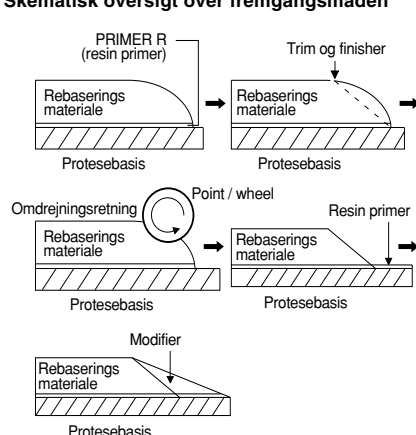 Skematisk oversigt over fremgangsmåden
PRIMER R
(resin primer)
Rebaserings
materiale
Protesebasis
Trim og finisher
Rebaserings
materiale
Protesebasis
Omdrejningsretning
Point / wheel
Rebaserings
materiale
Protesebasis
Resin primer
Rebaserings
materiale
Protesebasis
Modifier
Rebaserings
materiale
Protesebasis